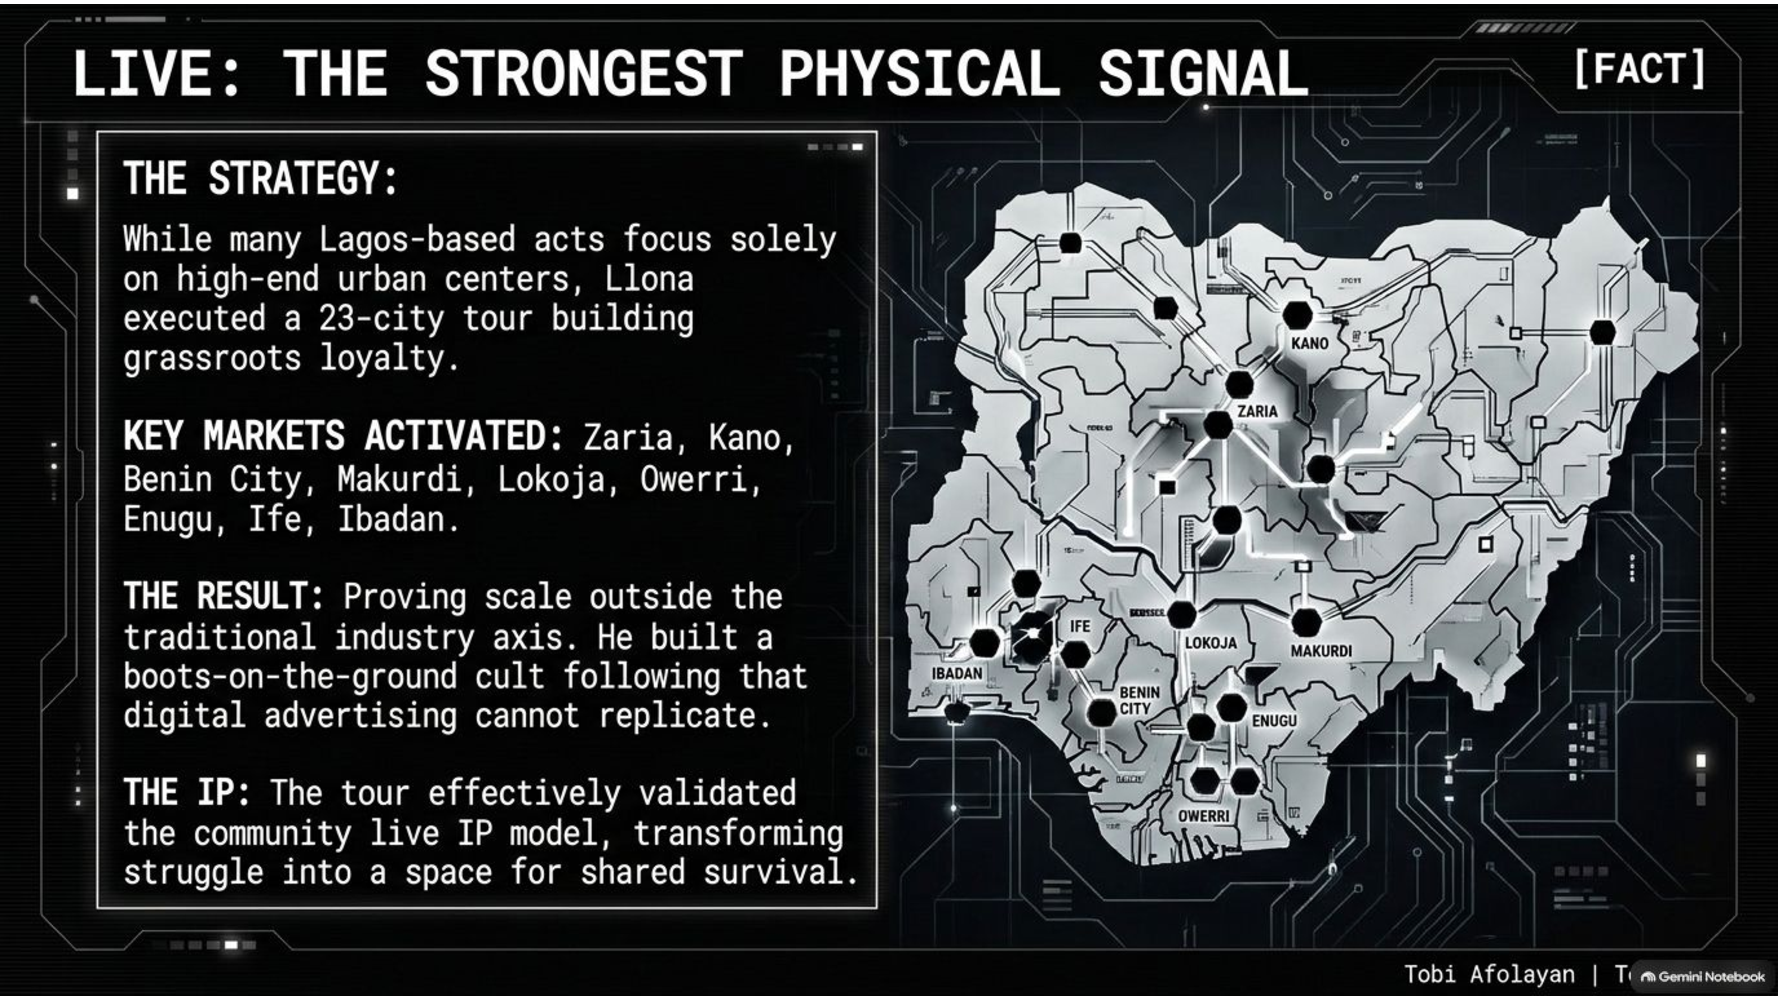 LIVE: THE STRONGEST PHYSICAL SIGNAL
[FACT]
THE STRATEGY:
While many Lagos-based acts focus solely
on high-end urban centers, Llona
executed a 23-city tour building
grassroots loyalty.
KEY MARKETS ACTIVATED: Zaria, Kano,
Benin City, Makurdi, Lokoja, Owerri,
Enugu, Ife, Ibadan.
THE RESULT: Proving scale outside the
traditional industry axis. He built a
boots-on-the-ground cult following that
digital advertising cannot replicate.
THE IP: The tour effectively validated
the community live IP model, transforming
struggle into a space for shared survival.
KANO
ZARIA
IFE
LOKOJA
MAKURDI
IBADAN
BENIN
CITY
ENUGU
OWERRI
Tobi Afolayan |
Gemini Notebook